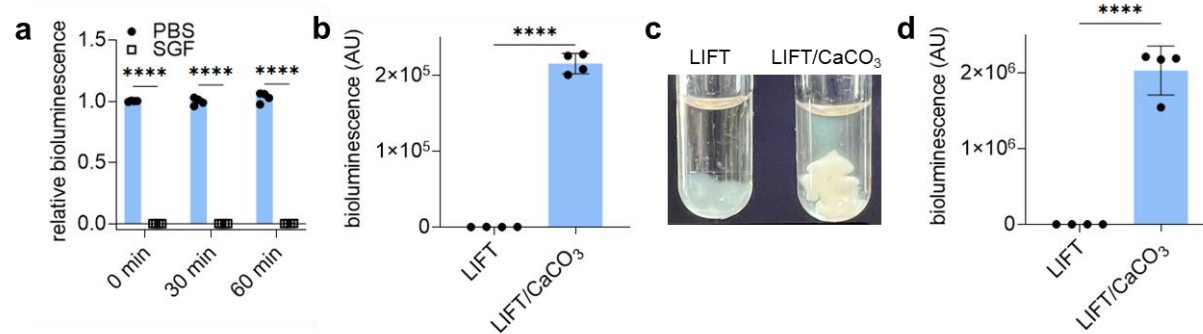 a
PBS
SGF
relative bioluminescence
1.5
1.0
0.5
0.0
**** **** ****
0 min
30 min
60 min
b
bioluminescence (AU)
2×10⁵
1×10⁵
0
****
LIFT
LIFT/CaCO₃
c
LIFT LIFT/CaCO₃
d
bioluminescence (AU)
2×10⁶
1×10⁶
0
****
LIFT
LIFT/CaCO₃